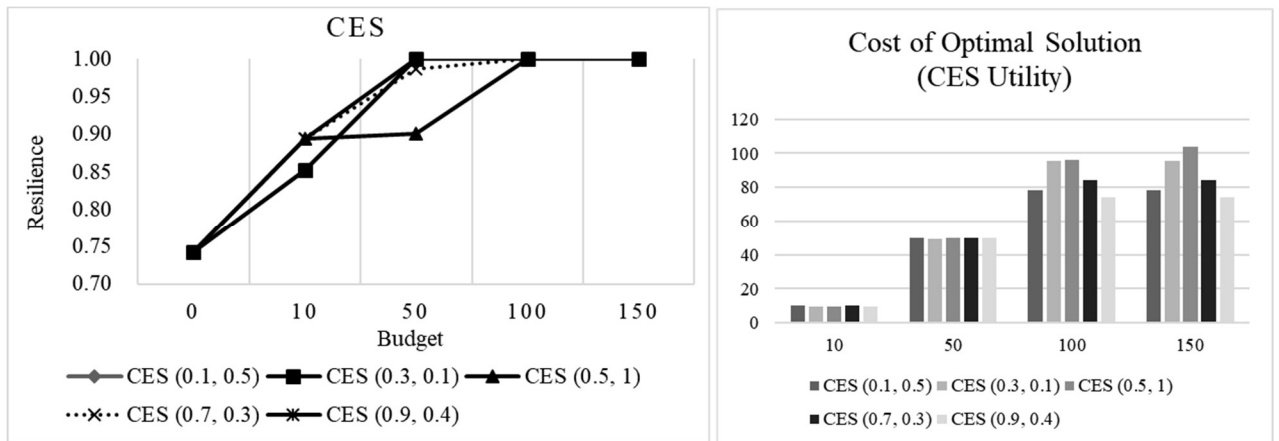 CES
1.00
0.95
0.90
0.85
0.80
0.75
0.70
Resilience
0 10 50 100 150
Budget
CES (0.1, 0.5) CES (0.3, 0.1) CES (0.5, 1)
CES (0.7, 0.3) CES (0.9, 0.4)
Cost of Optimal Solution
(CES Utility)
120
100
80
60
40
20
0
10 50 100 150
CES (0.1, 0.5) CES (0.3, 0.1) CES (0.5, 1)
CES (0.7, 0.3) CES (0.9, 0.4)